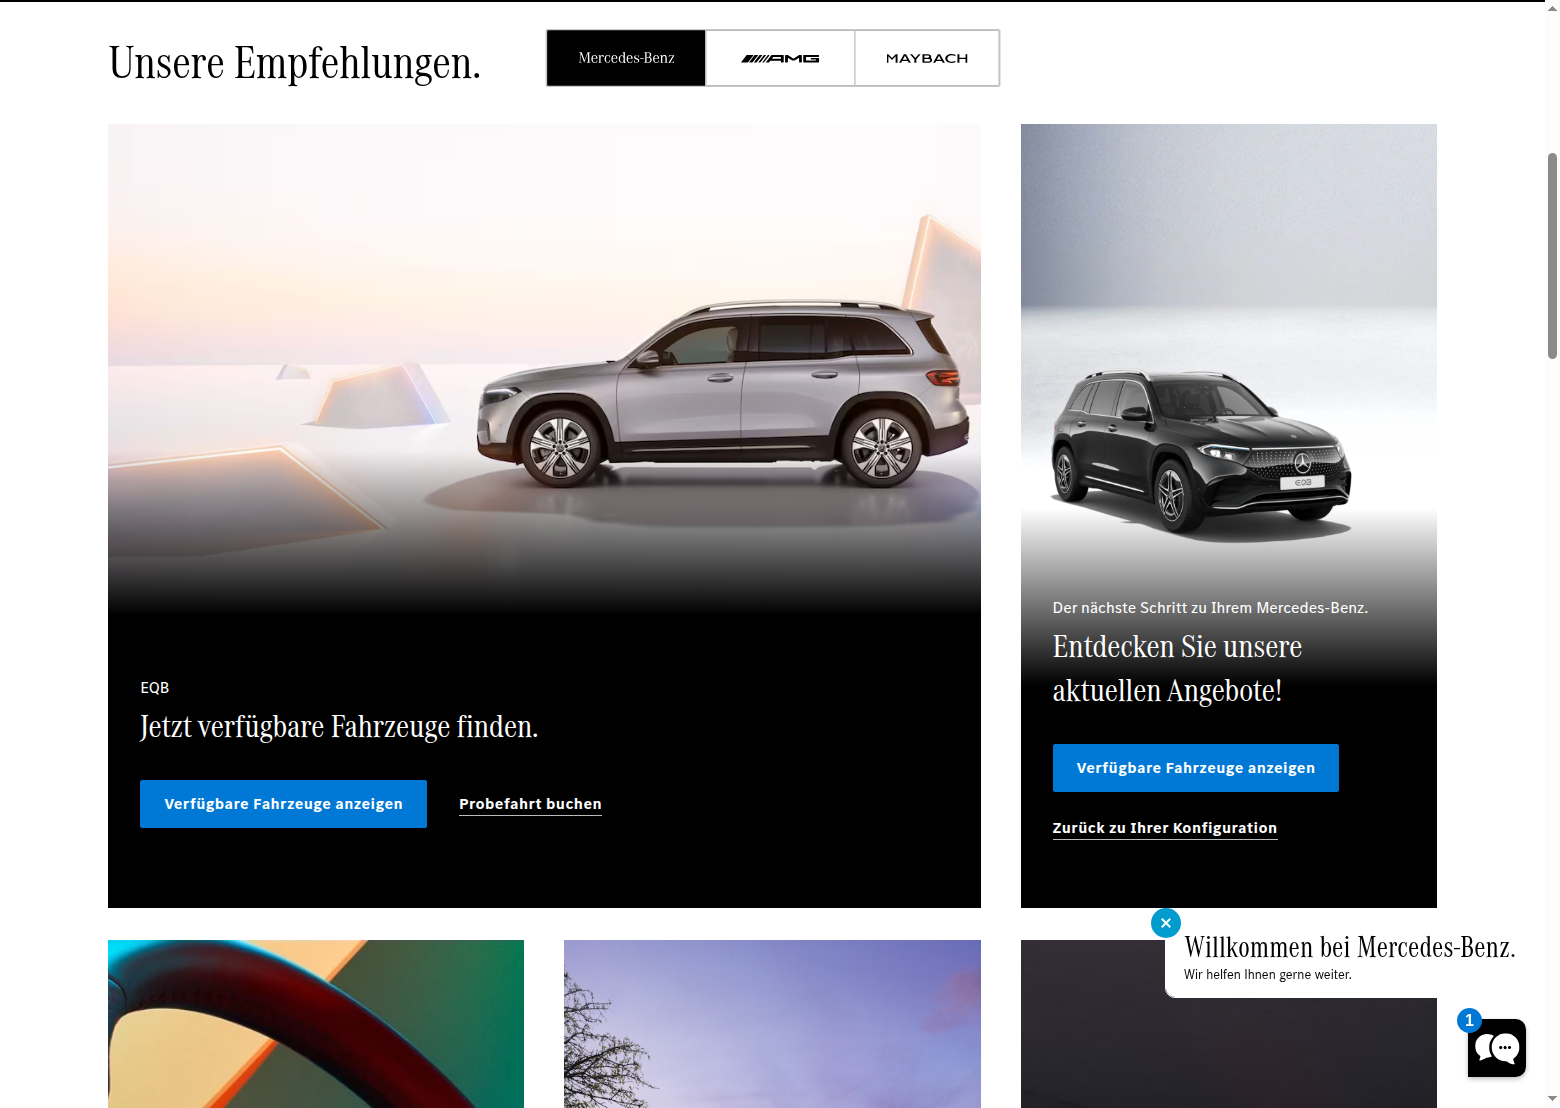 Unsere Empfehlungen.
Mercedes-Benz
AMG
MAYBACH
EQB
Jetzt verfügbare Fahrzeuge finden.
Verfügbare Fahrzeuge anzeigen
Probefahrt buchen
EQB
Der nächste Schritt zu Ihrem Mercedes-Benz.
Entdecken Sie unsere
aktuellen Angebote!
Verfügbare Fahrzeuge anzeigen
Zurück zu Ihrer Konfiguration
Willkommen bei Mercedes-Benz.
Wir helfen Ihnen gerne weiter.
1